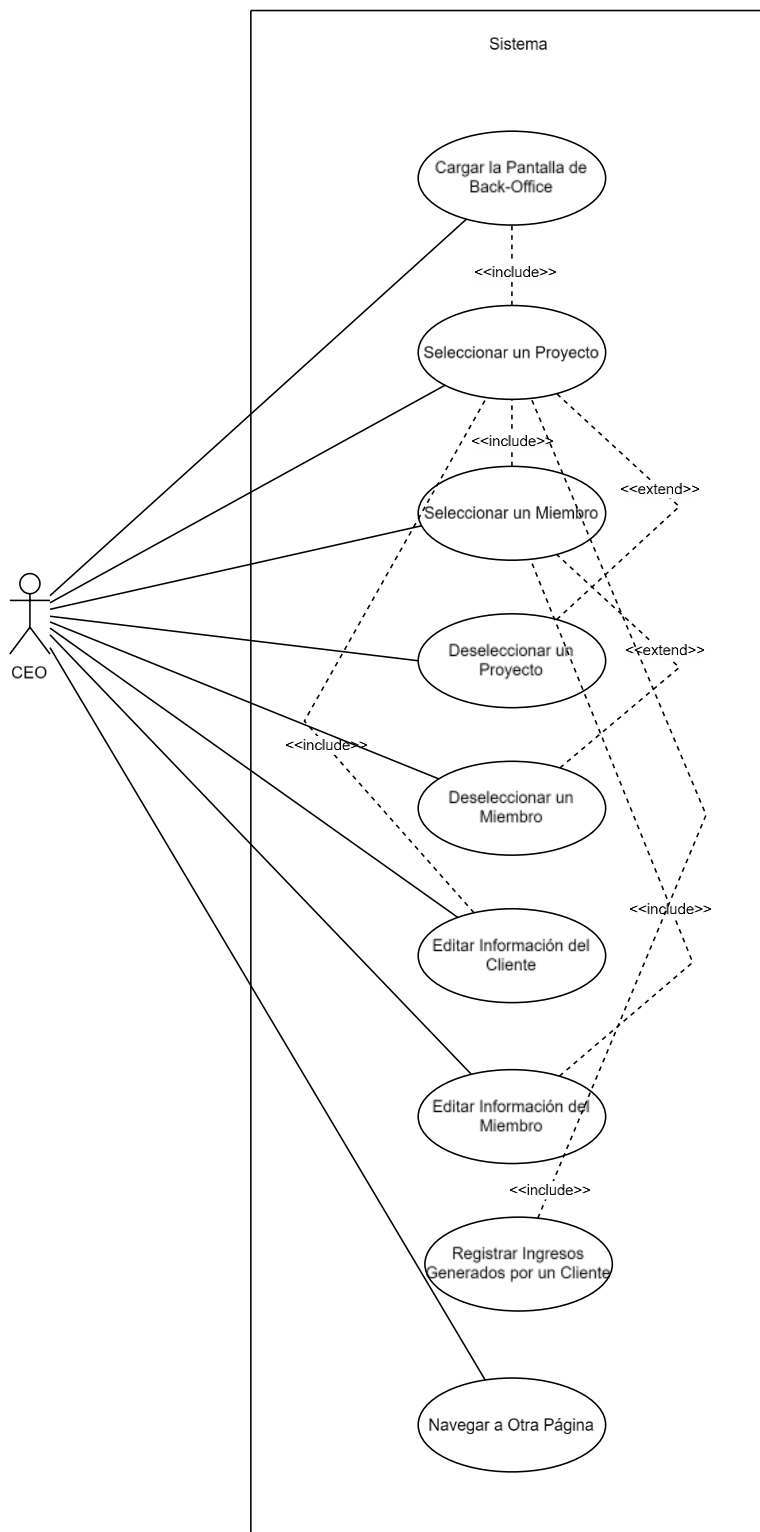 Sistema
Cargar la Pantalla de
Back-Office
<<include>>
Seleccionar un Proyecto
<<include>>
<<extend>>
Seleccionar un Miembro
Deseleccionar un
Proyecto
<<extend>>
CEO
<<include>>
Deseleccionar un
Miembro
<<include>>
Editar Información del
Cliente
Editar Información del
Miembro
<<include>>
Registrar Ingresos
Generados por un Cliente
Navegar a Otra Página